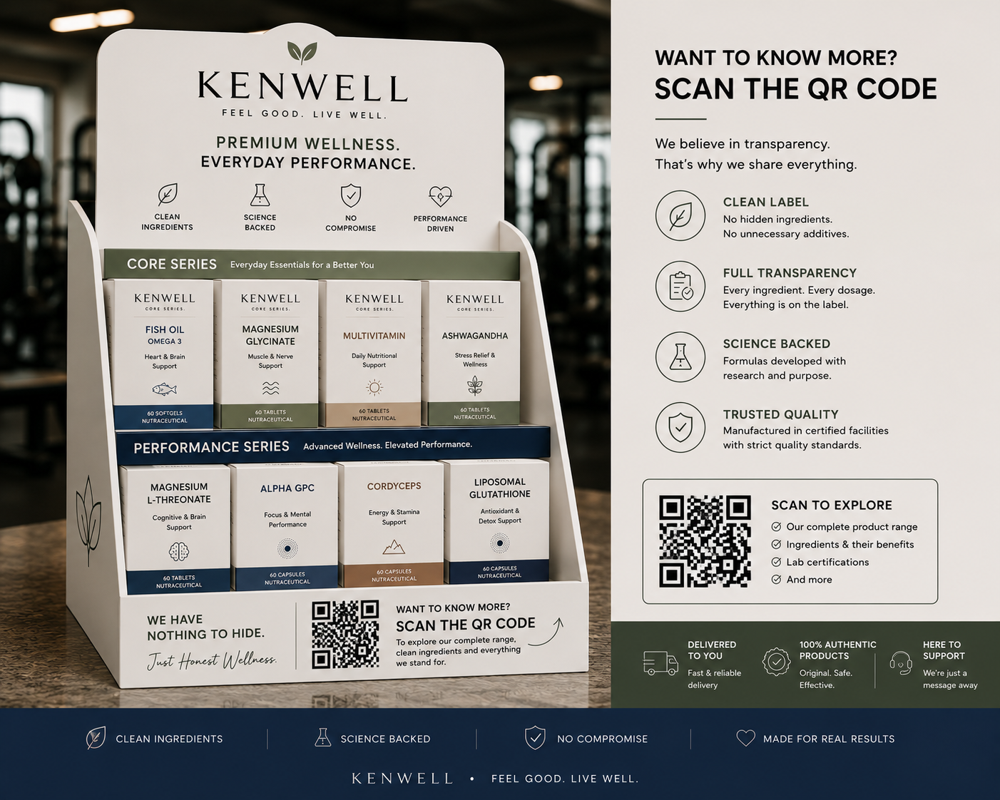 KENWELL
FEEL GOOD. LIVE WELL.
PREMIUM WELLNESS.
EVERYDAY PERFORMANCE.
CLEAN
INGREDIENTS
SCIENCE
BACKED
NO
COMPROMISE
PERFORMANCE
DRIVEN
CORE SERIES Everyday Essentials for a Better You
KENWELL
CORE SERIES.
FISH OIL
OMEGA 3
Heart & Brain
Support
60 SOFTGELS
NUTRACEUTICAL
KENWELL
CORE SERIES.
MAGNESIUM
GLYCINATE
Muscle & Nerve
Support
60 TABLETS
NUTRACEUTICAL
KENWELL
CORE SERIES.
MULTIVITAMIN
Daily Nutritional
Support
60 TABLETS
NUTRACEUTICAL
KENWELL
CORE SERIES.
ASHWAGANDHA
Stress Relief &
Wellness
60 TABLETS
NUTRACEUTICAL
PERFORMANCE SERIES Advanced Wellness. Elevated Performance.
MAGNESIUM
L-THREONATE
Cognitive & Brain
Support
60 TABLETS
NUTRACEUTICAL
ALPHA GPC
Focus & Mental
Performance
60 CAPSULES
NUTRACEUTICAL
CORDYCEPS
Energy & Stamina
Support
60 CAPSULES
NUTRACEUTICAL
LIPOSOMAL
GLUTATHIONE
Antioxidant &
Detox Support
60 CAPSULES
NUTRACEUTICAL
WE HAVE
NOTHING TO HIDE.
Just Honest Wellness.
WANT TO KNOW MORE?
SCAN THE QR CODE
To explore our complete range,
clean ingredients and everything
we stand for.
WANT TO KNOW MORE?
SCAN THE QR CODE
We believe in transparency.
That's why we share everything.
CLEAN LABEL
No hidden ingredients.
No unnecessary additives.
FULL TRANSPARENCY
Every ingredient. Every dosage.
Everything is on the label.
SCIENCE BACKED
Formulas developed with
research and purpose.
TRUSTED QUALITY
Manufactured in certified facilities
with strict quality standards.
SCAN TO EXPLORE
Our complete product range
Ingredients & their benefits
Lab certifications
And more
DELIVERED
TO YOU
Fast & reliable
delivery
100% AUTHENTIC
PRODUCTS
Original. Safe.
Effective.
HERE TO
SUPPORT
We're just a
message away
CLEAN INGREDIENTS
SCIENCE BACKED
NO COMPROMISE
MADE FOR REAL RESULTS
KENWELL • FEEL GOOD. LIVE WELL.